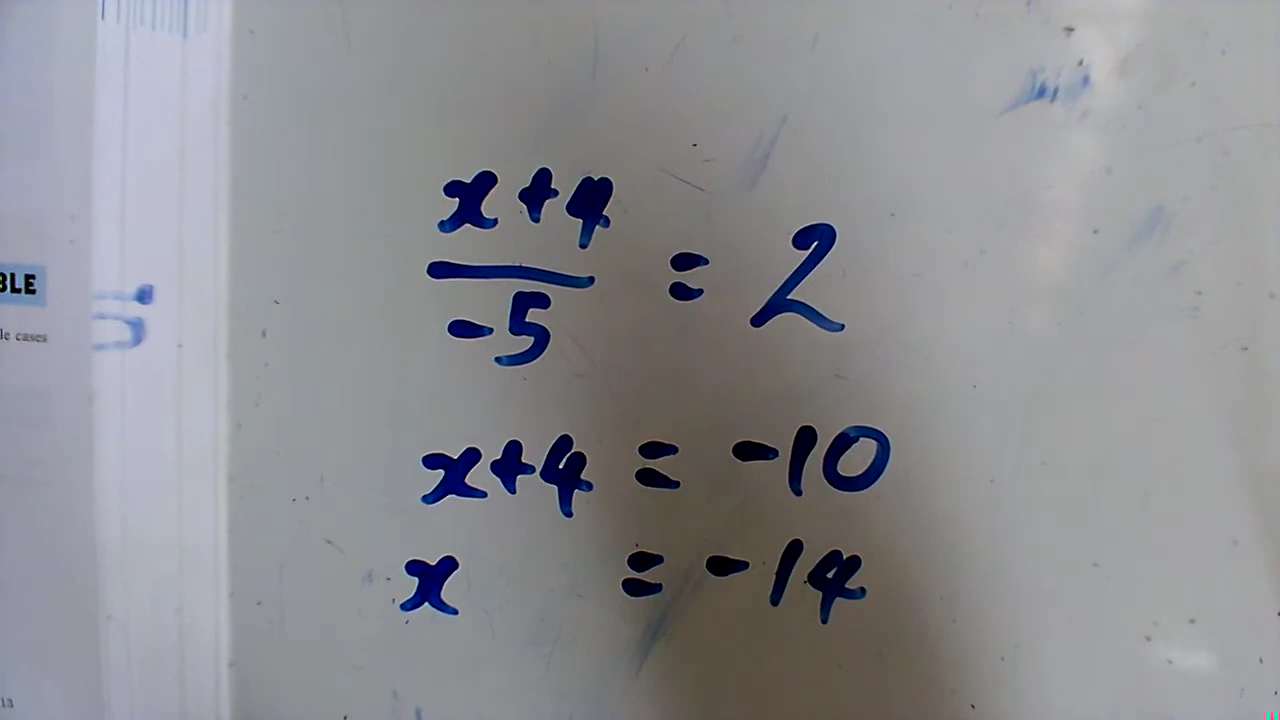 BLE
le cases
13
x+4
—
-5
= 2
x+4 = -10
x = -14